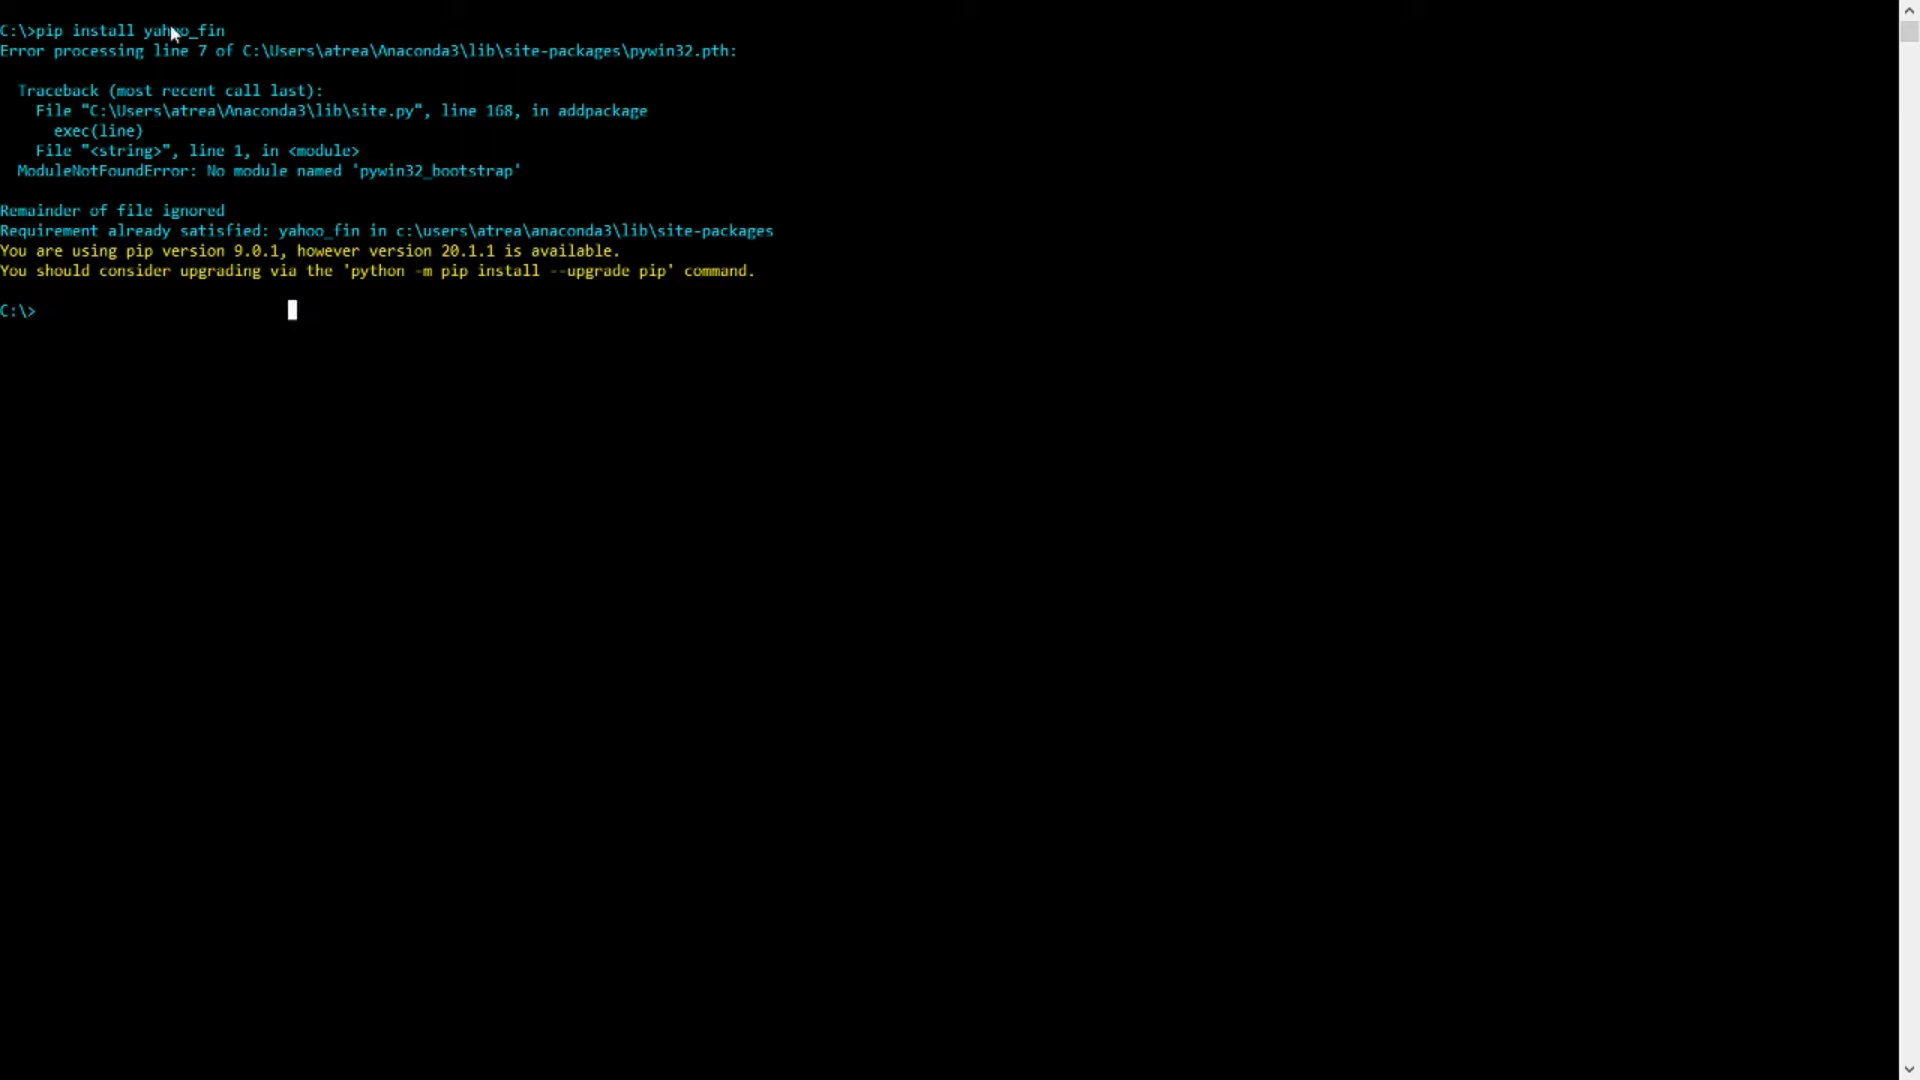 C:\>pip install yahoo_fin
Error processing line 7 of C:\Users\atrea\Anaconda3\lib\site-packages\pywin32.pth:
Traceback (most recent call last):
File "C:\Users\atrea\Anaconda3\lib\site.py", line 168, in addpackage
exec(line)
File "<string>", line 1, in <module>
ModuleNotFoundError: No module named 'pywin32_bootstrap'
Remainder of file ignored
Requirement already satisfied: yahoo_fin in c:\users\atrea\anaconda3\lib\site-packages
You are using pip version 9.0.1, however version 20.1.1 is available.
You should consider upgrading via the 'python -m pip install --upgrade pip' command.
C:\>